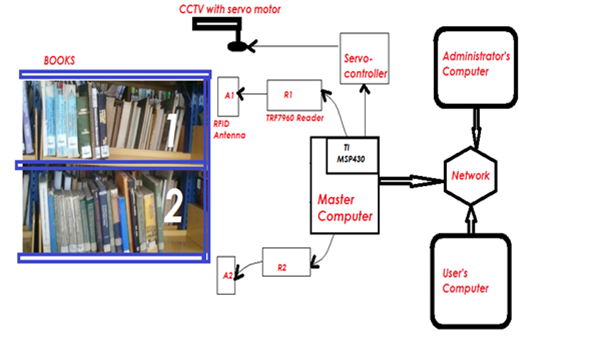 CCTV with servo motor
BOOKS
Servo-
controller
Administrator's
Computer
A1
R1
RFID
Antenna
TRF7960 Reader
1
TI
MSP430
Network
2
Master
Computer
A2
R2
User's
Computer